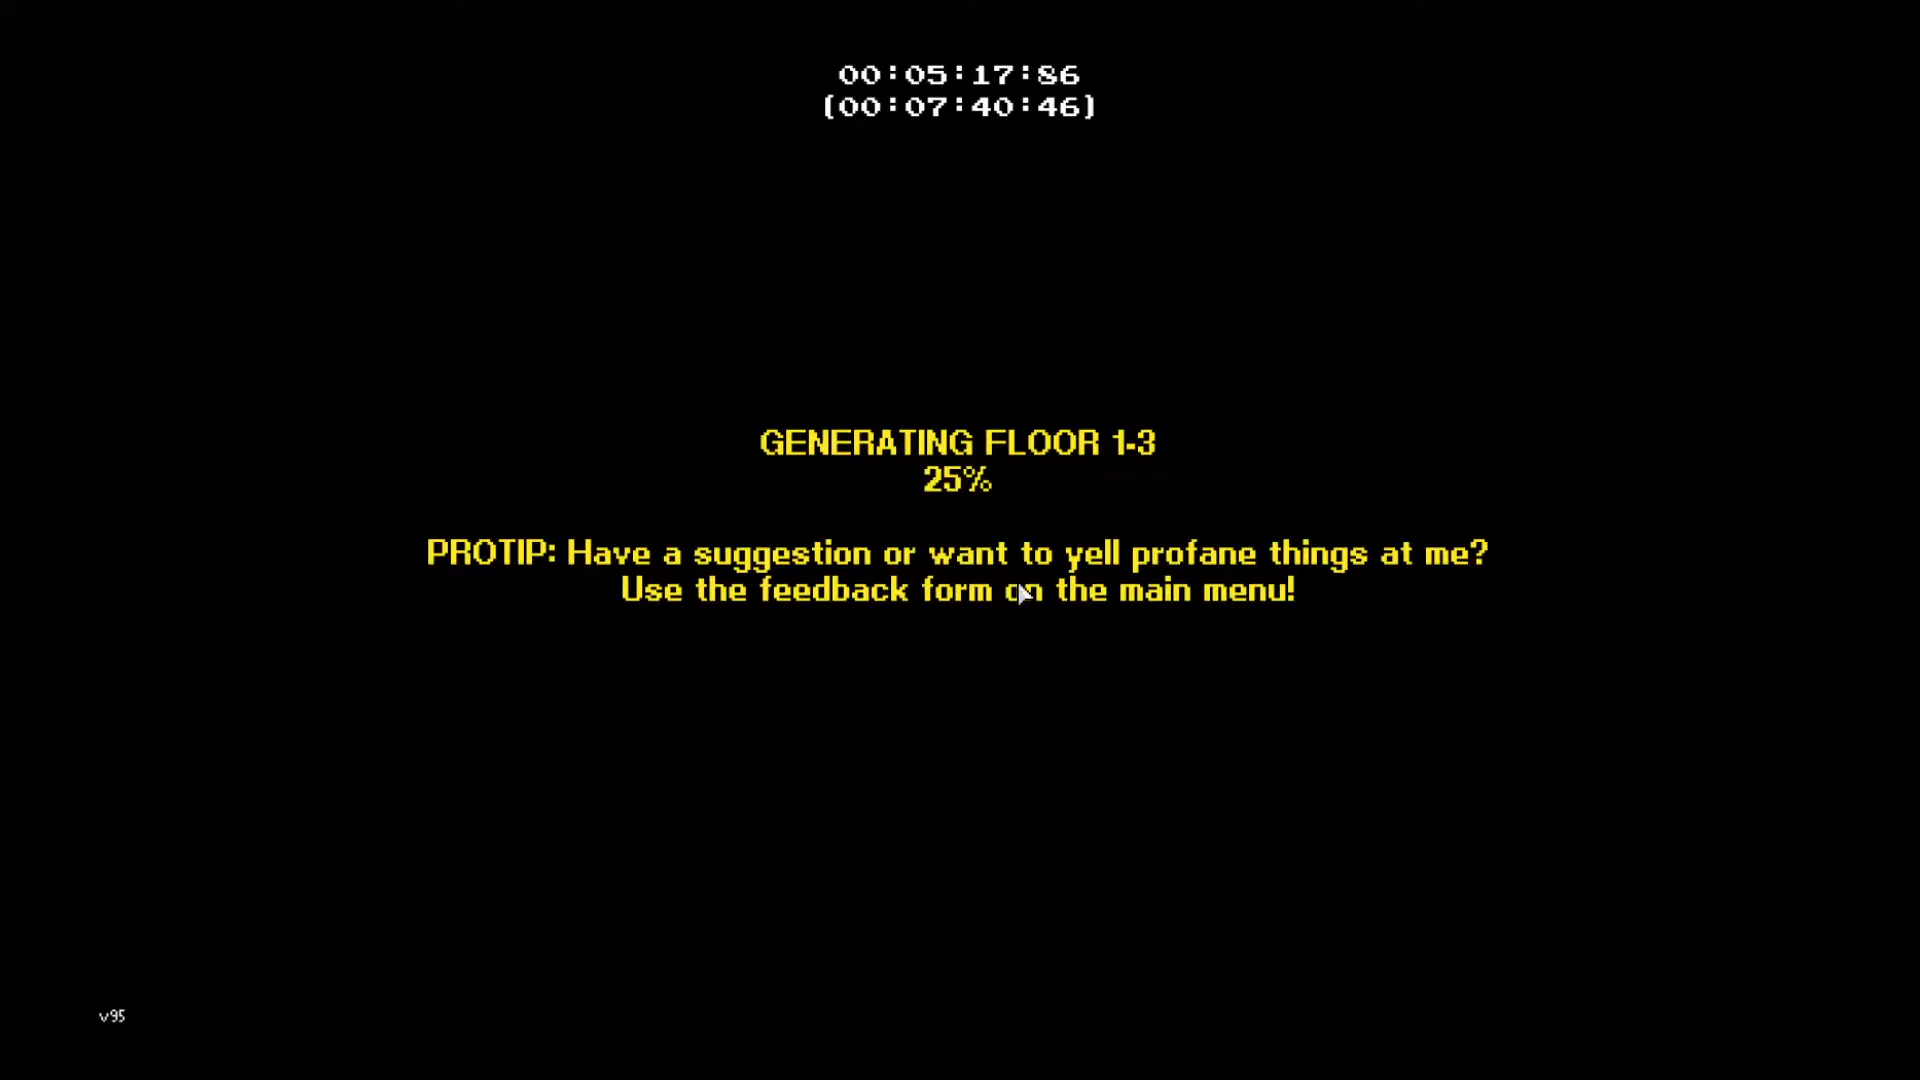 00:05:17:86
(00:07:40:46)
GENERATING FLOOR 1-3
25%
PROTIP: Have a suggestion or want to yell profane things at me?
Use the feedback form on the main menu!
v95